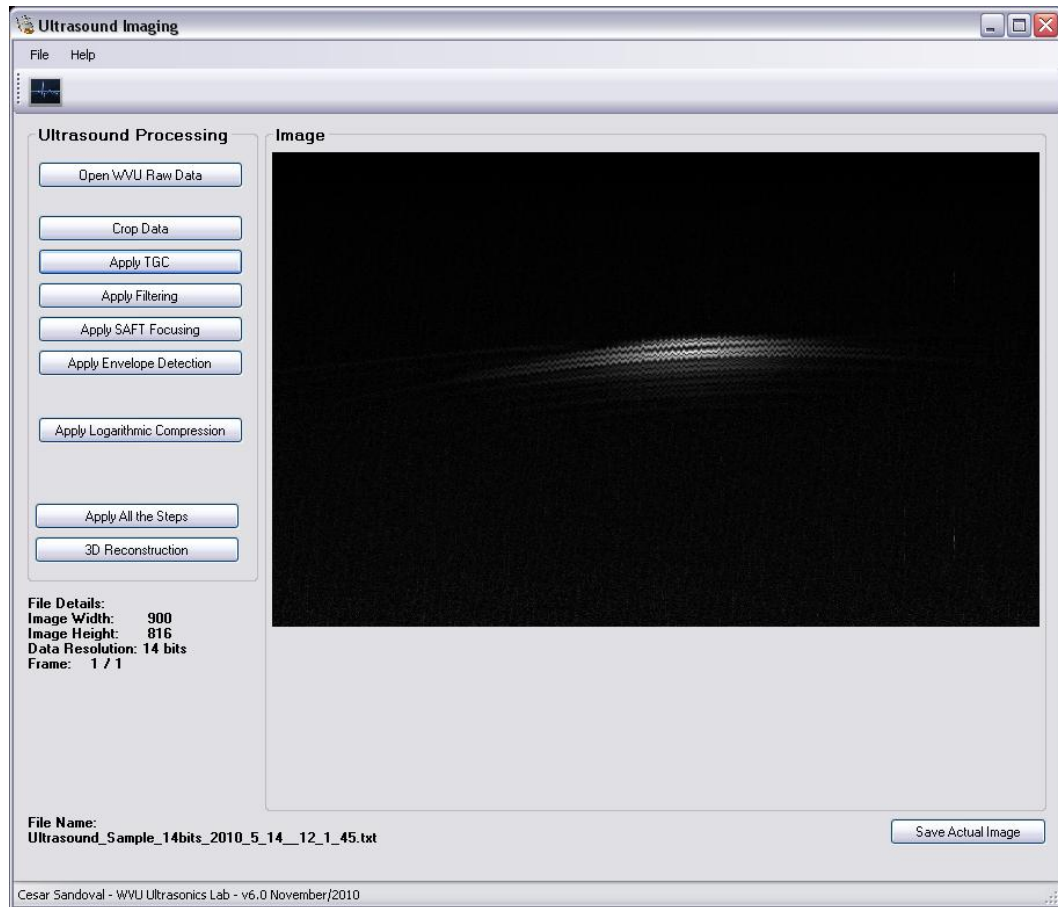 Ultrasound Imaging
File Help
Ultrasound Processing
Open WVU Raw Data
Crop Data
Apply TGC
Apply Filtering
Apply SAFT Focusing
Apply Envelope Detection
Apply Logarithmic Compression
Apply All the Steps
3D Reconstruction
Image
File Details:
Image Width: 900
Image Height: 816
Data Resolution: 14 bits
Frame: 1 / 1
File Name:
Ultrasound_Sample_14bits_2010_5_14__12_1_45.txt
Save Actual Image
Cesar Sandoval - WVU Ultrasonics Lab - v6.0 November/2010